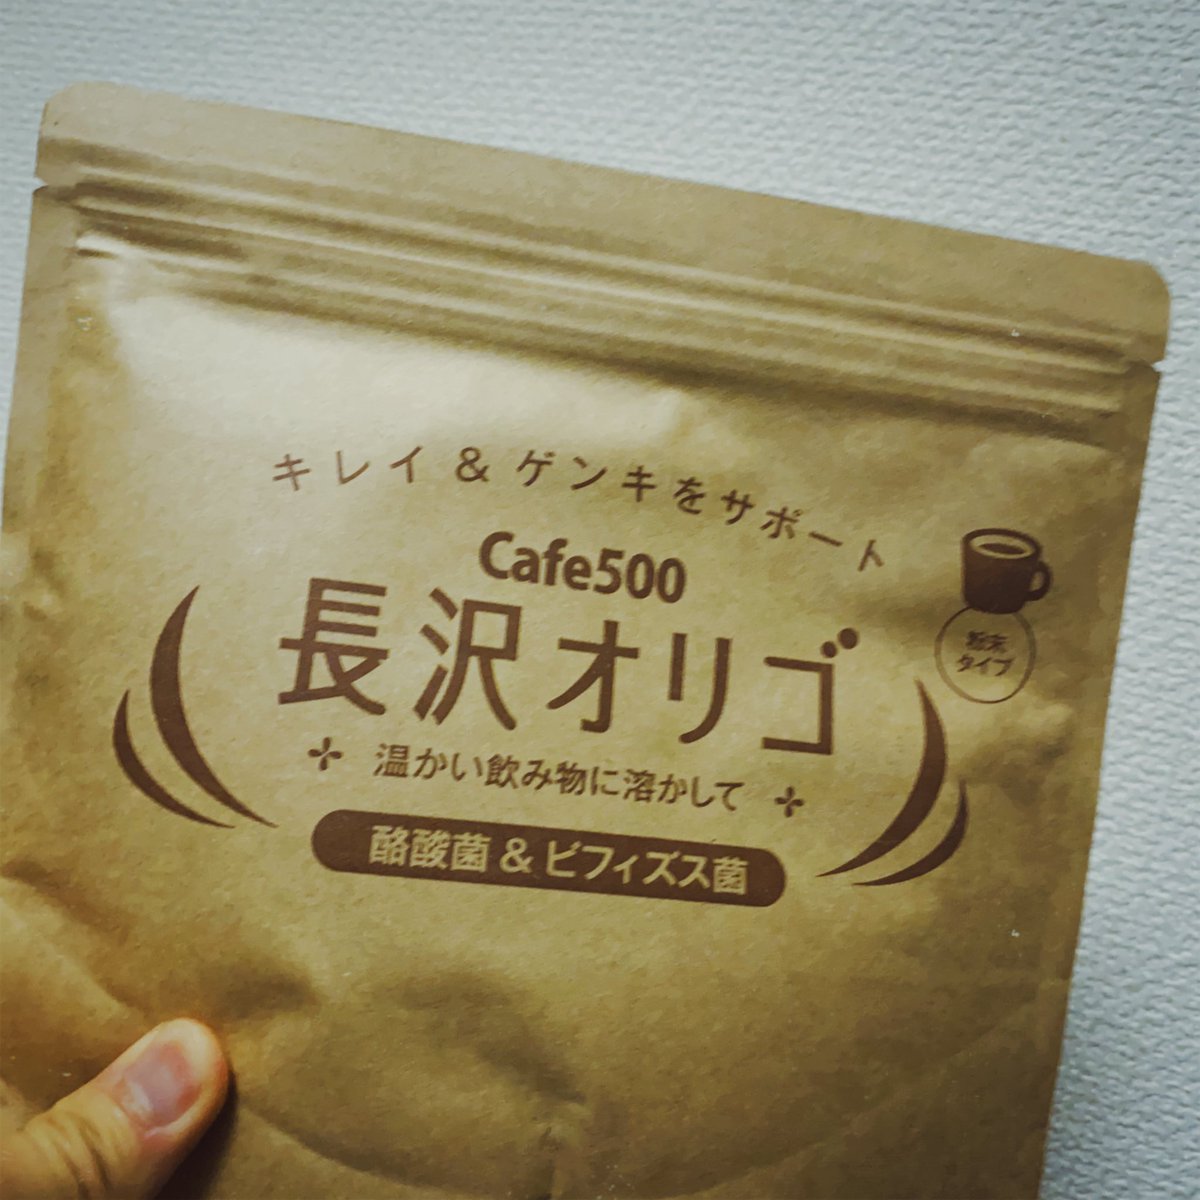 キレイ&ゲンキをサポート
Cafe500
長沢オリゴ
粉末
タイプ
温かい飲み物に溶かして
酪酸菌&ビフィズス菌